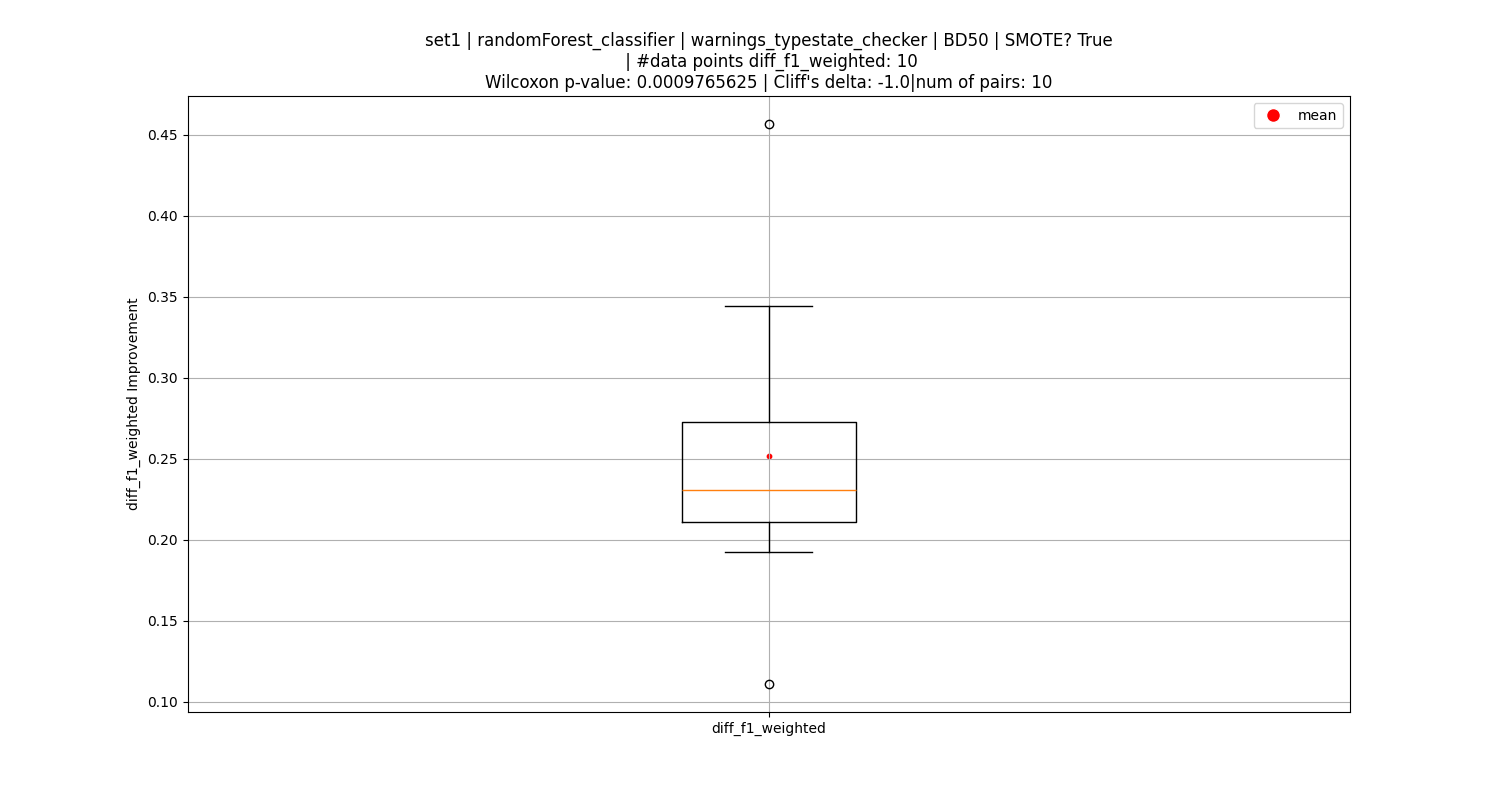 set1 | randomForest_classifier | warnings_typestate_checker | BD50 | SMOTE? True
| #data points diff_f1_weighted: 10
Wilcoxon p-value: 0.0009765625 | Cliff's delta: -1.0|num of pairs: 10
mean
0.45
0.40
0.35
0.30
0.25
0.20
0.15
0.10
diff_f1_weighted Improvement
diff_f1_weighted